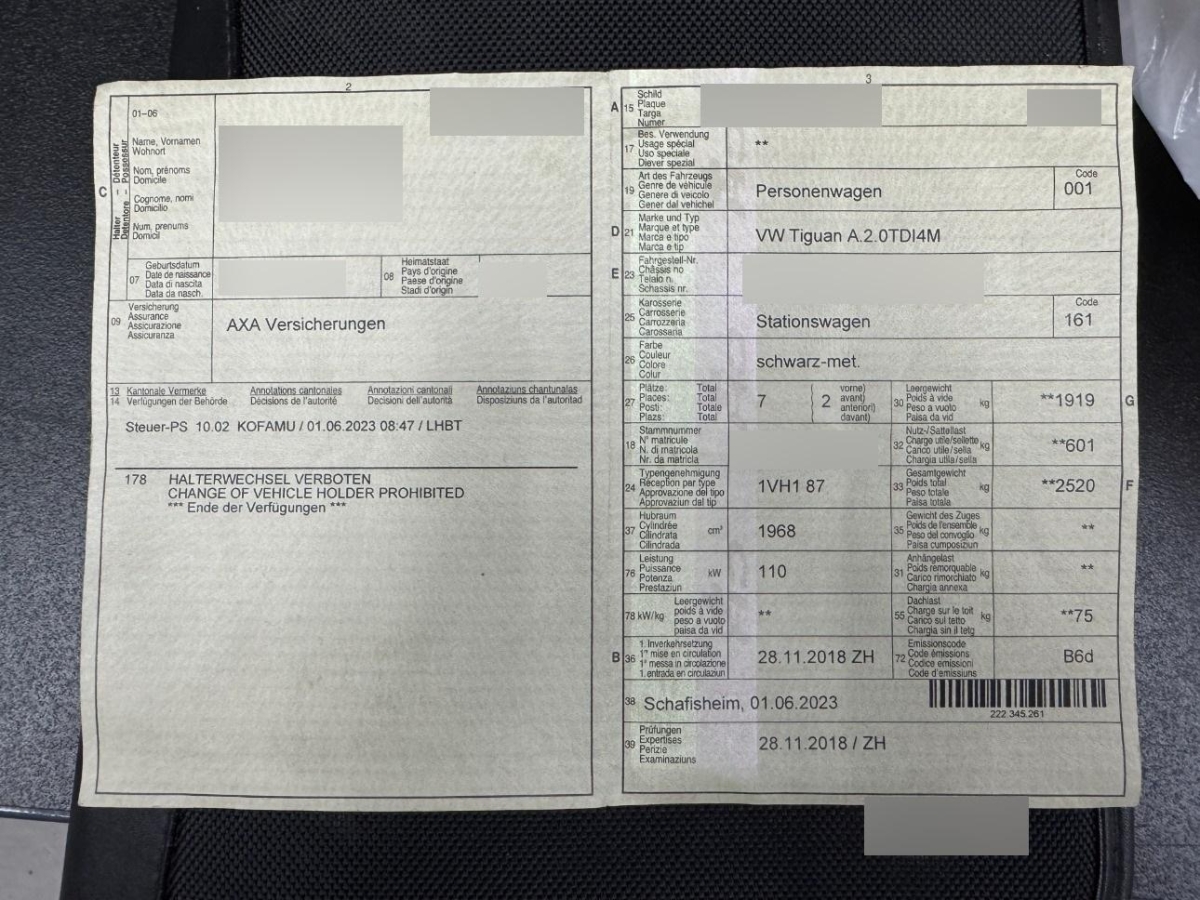 2
01–06
Détenteur Possessur
Halter Detentore
C
Name, Vornamen
Wohnort
Nom, prénoms
Domicile
Cognome, nomi
Domicilio
Num, prenums
Domicil
07
Geburtsdatum
Date de naissance
Data di nascita
Data da nasch.
08
Heimatstaat
Pays d'origine
Paese d'origine
Stadi d'origin
09
Versicherung
Assurance
Assicurazione
Assicuranza
AXA Versicherungen
13 Kantonale Vermerke Annotations cantonales Annotazioni cantonali Annotaziuns chantunalas
14 Verfügungen der Behörde Décisions de l'autorité Decisioni dell'autorità Disposiziuns da l'autoritad
Steuer-PS 10.02 KOFAMU / 01.06.2023 08:47 / LHBT
178 HALTERWECHSEL VERBOTEN
CHANGE OF VEHICLE HOLDER PROHIBITED
*** Ende der Verfügungen ***
3
A 15
Schild
Plaque
Targa
Numer
17
Bes. Verwendung
Usage spécial
Uso speciale
Diever spezial
**
19
Art des Fahrzeugs
Genre de véhicule
Genere di veicolo
Gener dal vehichel
Personenwagen
Code
001
D 21
Marke und Typ
Marque et type
Marca e tipo
Marca e tip
VW Tiguan A.2.0TDI4M
E 23
Fahrgestell-Nr.
Châssis no
Telaio n.
Schassis nr.
25
Karosserie
Carrosserie
Carrozzeria
Carossaria
Stationswagen
Code
161
26
Farbe
Couleur
Colore
Colur
schwarz-met.
27
Plätze: Total
Places: Total
Posti: Totale
Plazs: Total
7
2
vorne)
avant)
anteriori)
davant)
30
Leergewicht
Poids à vide
Peso a vuoto
Paisa da vid
kg
**1919
G
18
Stammnummer
N° matricule
N. di matricola
Nr. da matricla
32
Nutz-/Sattellast
Charge utile/sellette
Carico utile/sella
Chargia utila/sella
kg
**601
24
Typengenehmigung
Réception par type
Approvazione del tipo
Approvaziun dal tip
1VH1 87
33
Gesamtgewicht
Poids total
Peso totale
Paisa totala
kg
**2520
F
37
Hubraum
Cylindrée
Cilindrata
Cilindrada
cm³
1968
35
Gewicht des Zuges
Poids de l'ensemble
Peso del convoglio
Paisa cumposiziun
kg
**
76
Leistung
Puissance
Potenza
Prestaziun
kW
110
31
Anhängelast
Poids remorquable
Carico rimorchiato
Chargia annexa
kg
**
78 kW/kg
Leergewicht
poids à vide
peso a vuoto
paisa da vid
**
55
Dachlast
Charge sur le toit
Carico sul tetto
Chargia sin il tetg
kg
**75
B 36
1. Inverkehrsetzung
1re mise en circulation
1a messa in circolazione
1. entrada en circulaziun
28.11.2018 ZH
72
Emissionscode
Code émissions
Codice emissioni
Code d'emissiuns
B6d
38
Schafisheim, 01.06.2023
222.345.261
39
Prüfungen
Expertises
Perizie
Examinaziuns
28.11.2018 / ZH